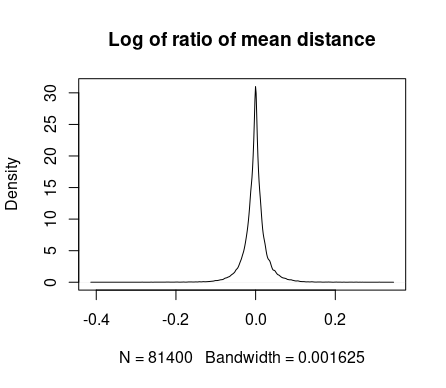 Log of ratio of mean distance
Density
30
25
20
15
10
5
0
-0.4 -0.2 0.0 0.2
N = 81400 Bandwidth = 0.001625